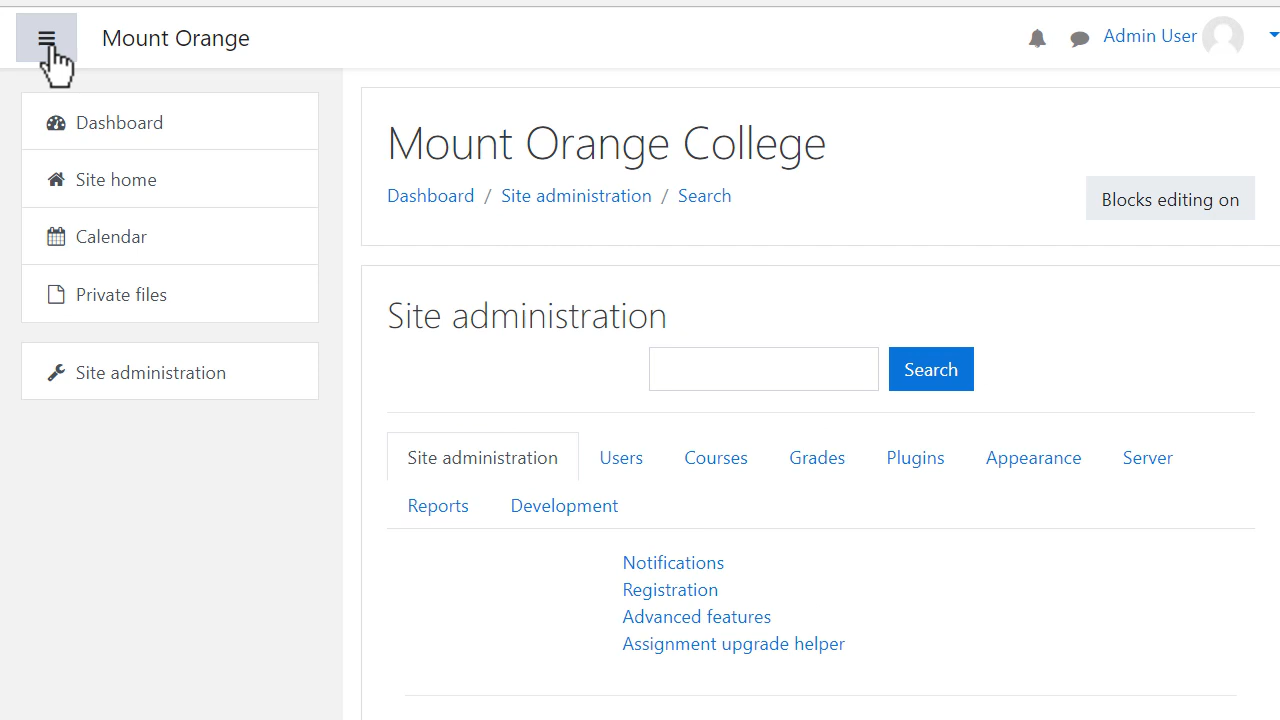 Mount Orange
Admin User
Dashboard
Site home
Calendar
Private files
Site administration
Mount Orange College
Dashboard / Site administration / Search
Blocks editing on
Site administration
Search
Site administration Users Courses Grades Plugins Appearance Server
Reports Development
Notifications
Registration
Advanced features
Assignment upgrade helper